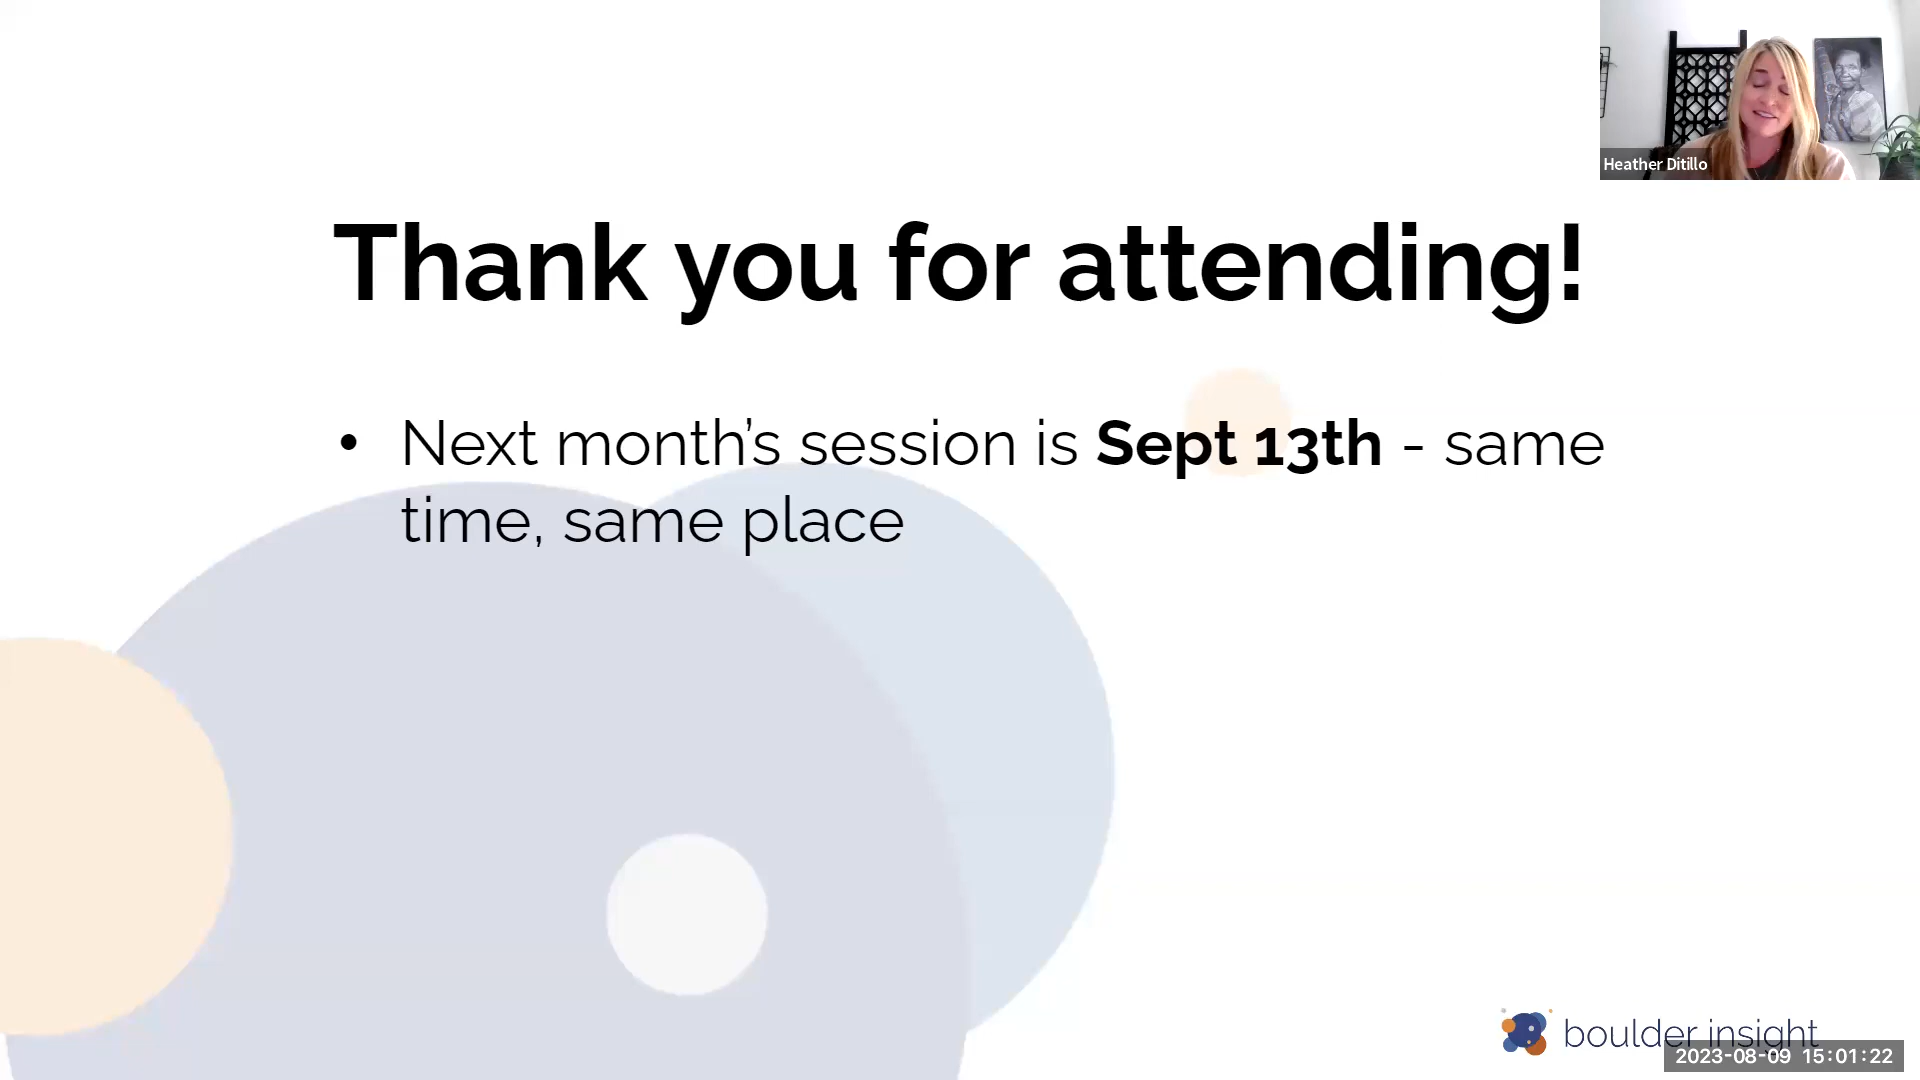 Heather Ditillo
Thank you for attending!
• Next month's session is Sept 13th - same
time, same place
boulder insight
2023-08-09 15:01:22